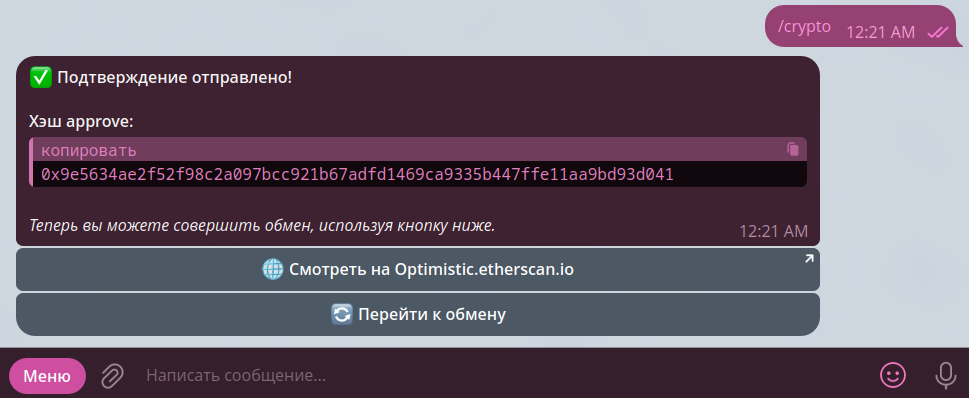 /crypto 12:21 AM
✅ Подтверждение отправлено!
Хэш approve:
копировать
0x9e5634ae2f52f98c2a097bcc921b67adfd1469ca9335b447ffe11aa9bd93d041
Теперь вы можете совершить обмен, используя кнопку ниже.
12:21 AM
Смотреть на Optimistic.etherscan.io
Перейти к обмену
Меню Написать сообщение...